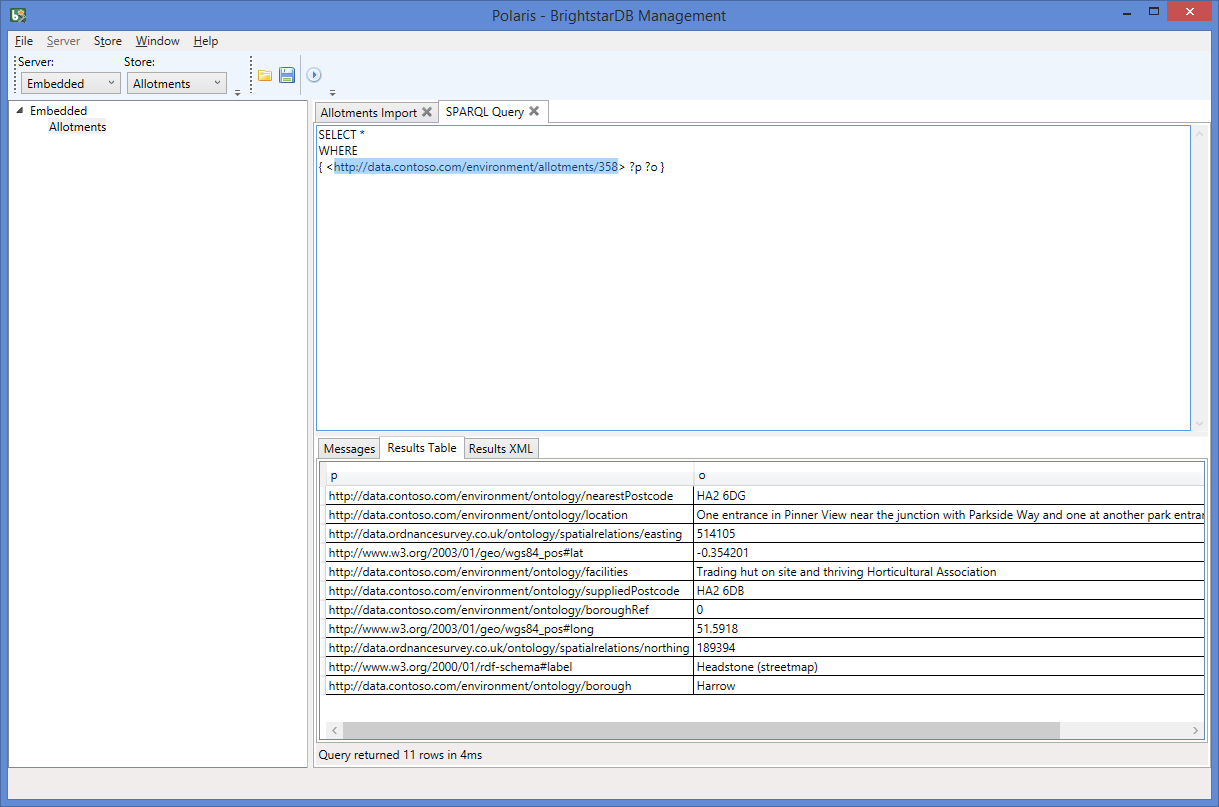 Polaris - BrightstarDB Management
File Server Store Window Help
Server: Store:
Embedded Allotments
Embedded
Allotments
Allotments Import SPARQL Query
SELECT *
WHERE
{ <http://data.contoso.com/environment/allotments/358> ?p ?o }
Messages Results Table Results XML
p o
http://data.contoso.com/environment/ontology/nearestPostcode HA2 6DG
http://data.contoso.com/environment/ontology/location One entrance in Pinner View near the junction with Parkside Way and one at another park entran
http://data.ordnancesurvey.co.uk/ontology/spatialrelations/easting 514105
http://www.w3.org/2003/01/geo/wgs84_pos#lat -0.354201
http://data.contoso.com/environment/ontology/facilities Trading hut on site and thriving Horticultural Association
http://data.contoso.com/environment/ontology/suppliedPostcode HA2 6DB
http://data.contoso.com/environment/ontology/boroughRef 0
http://www.w3.org/2003/01/geo/wgs84_pos#long 51.5918
http://data.ordnancesurvey.co.uk/ontology/spatialrelations/northing 189394
http://www.w3.org/2000/01/rdf-schema#label Headstone (streetmap)
http://data.contoso.com/environment/ontology/borough Harrow
Query returned 11 rows in 4ms